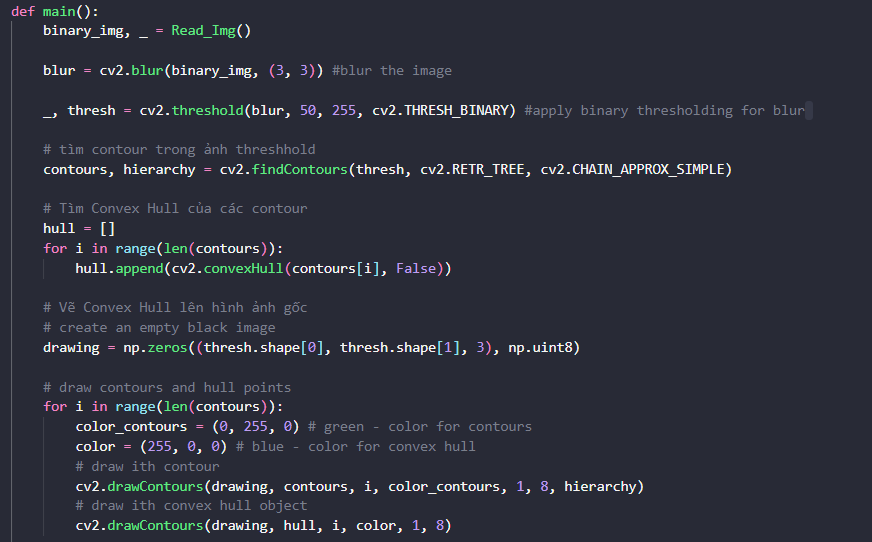 def main():
binary_img, _ = Read_Img()
blur = cv2.blur(binary_img, (3, 3)) #blur the image
_, thresh = cv2.threshold(blur, 50, 255, cv2.THRESH_BINARY) #apply binary thresholding for blur
# tìm contour trong ảnh threshhold
contours, hierarchy = cv2.findContours(thresh, cv2.RETR_TREE, cv2.CHAIN_APPROX_SIMPLE)
# Tìm Convex Hull của các contour
hull = []
for i in range(len(contours)):
hull.append(cv2.convexHull(contours[i], False))
# Vẽ Convex Hull lên hình ảnh gốc
# create an empty black image
drawing = np.zeros((thresh.shape[0], thresh.shape[1], 3), np.uint8)
# draw contours and hull points
for i in range(len(contours)):
color_contours = (0, 255, 0) # green - color for contours
color = (255, 0, 0) # blue - color for convex hull
# draw ith contour
cv2.drawContours(drawing, contours, i, color_contours, 1, 8, hierarchy)
# draw ith convex hull object
cv2.drawContours(drawing, hull, i, color, 1, 8)